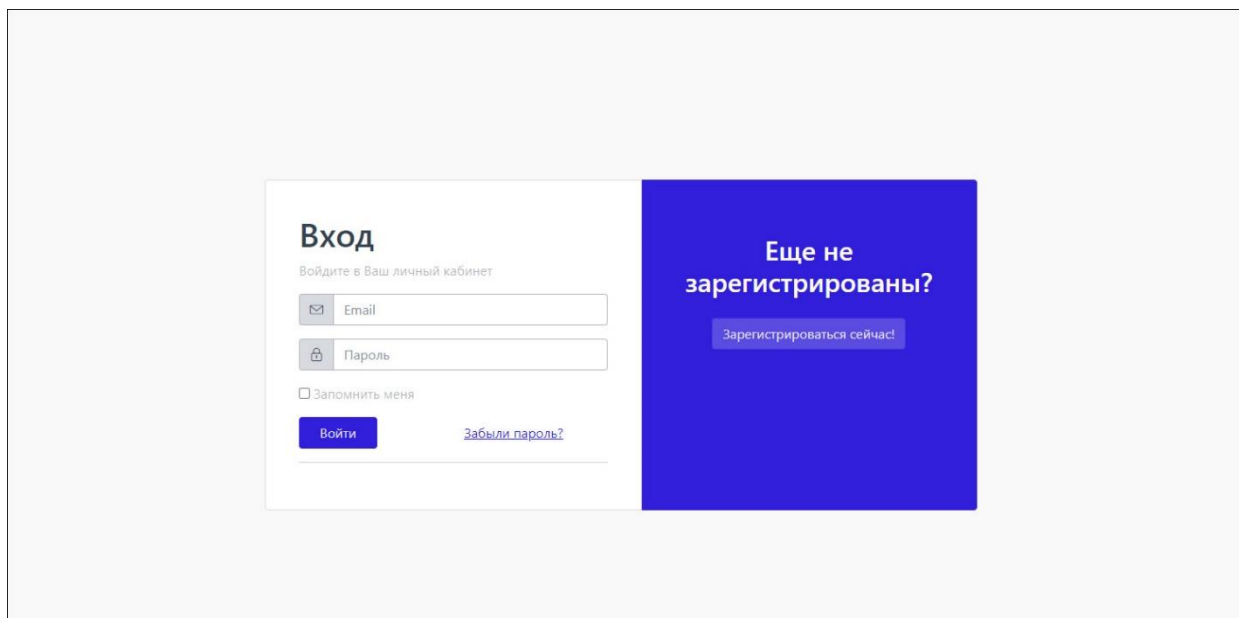 Вход
Войдите в Ваш личный кабинет
Email
Пароль
Запомнить меня
Войти
Забыли пароль?
Еще не
зарегистрированы?
Зарегистрироваться сейчас!